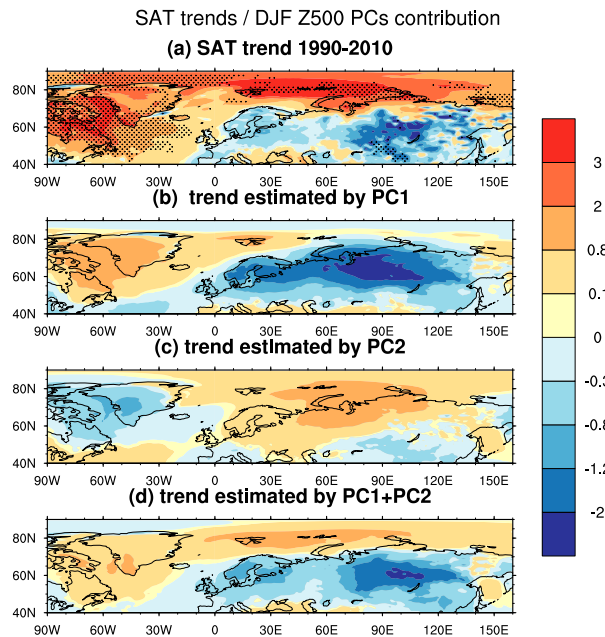 SAT trends / DJF Z500 PCs contribution
(a) SAT trend 1990-2010
80N
60N
40N
90W 60W 30W 0 30E 60E 90E 120E 150E
(b) trend estimated by PC1
80N
60N
40N
90W 60W 30W 0 30E 60E 90E 120E 150E
(c) trend estImated by PC2
80N
60N
40N
90W 60W 30W 0 30E 60E 90E 120E 150E
(d) trend estimated by PC1+PC2
80N
60N
40N
90W 60W 30W 0 30E 60E 90E 120E 150E
3
2
0.8
0.1
0
-0.3
-0.8
-1.2
-2